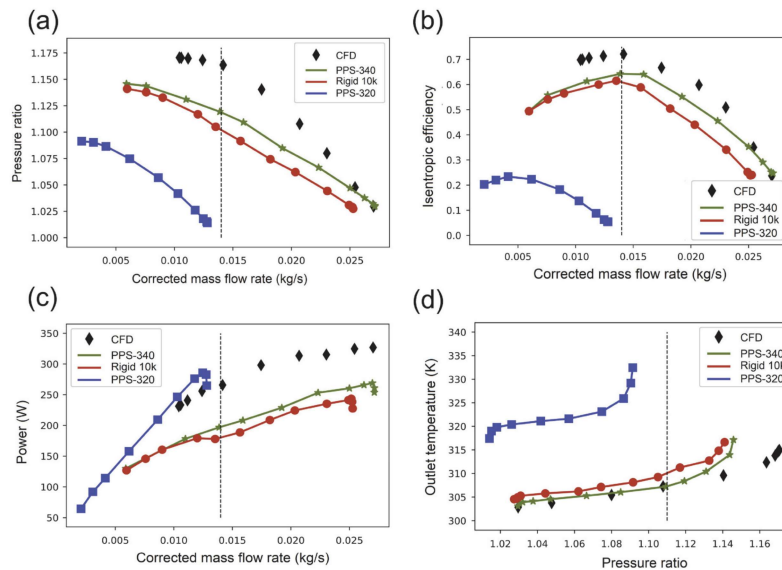 (a)
Pressure ratio
1.175
1.150
1.125
1.100
1.075
1.050
1.025
1.000
CFD
PPS-340
Rigid 10k
PPS-320
0.005 0.010 0.015 0.020 0.025
Corrected mass flow rate (kg/s)
(b)
Isentropic efficiency
0.7
0.6
0.5
0.4
0.3
0.2
0.1
0.0
CFD
PPS-340
Rigid 10k
PPS-320
0.005 0.010 0.015 0.020 0.025
Corrected mass flow rate (kg/s)
(c)
Power (W)
350
300
250
200
150
100
50
CFD
PPS-340
Rigid 10k
PPS-320
0.005 0.010 0.015 0.020 0.025
Corrected mass flow rate (kg/s)
(d)
Outlet temperature (K)
340
335
330
325
320
315
310
305
300
CFD
PPS-340
Rigid 10k
PPS-320
1.02 1.04 1.06 1.08 1.10 1.12 1.14 1.16
Pressure ratio